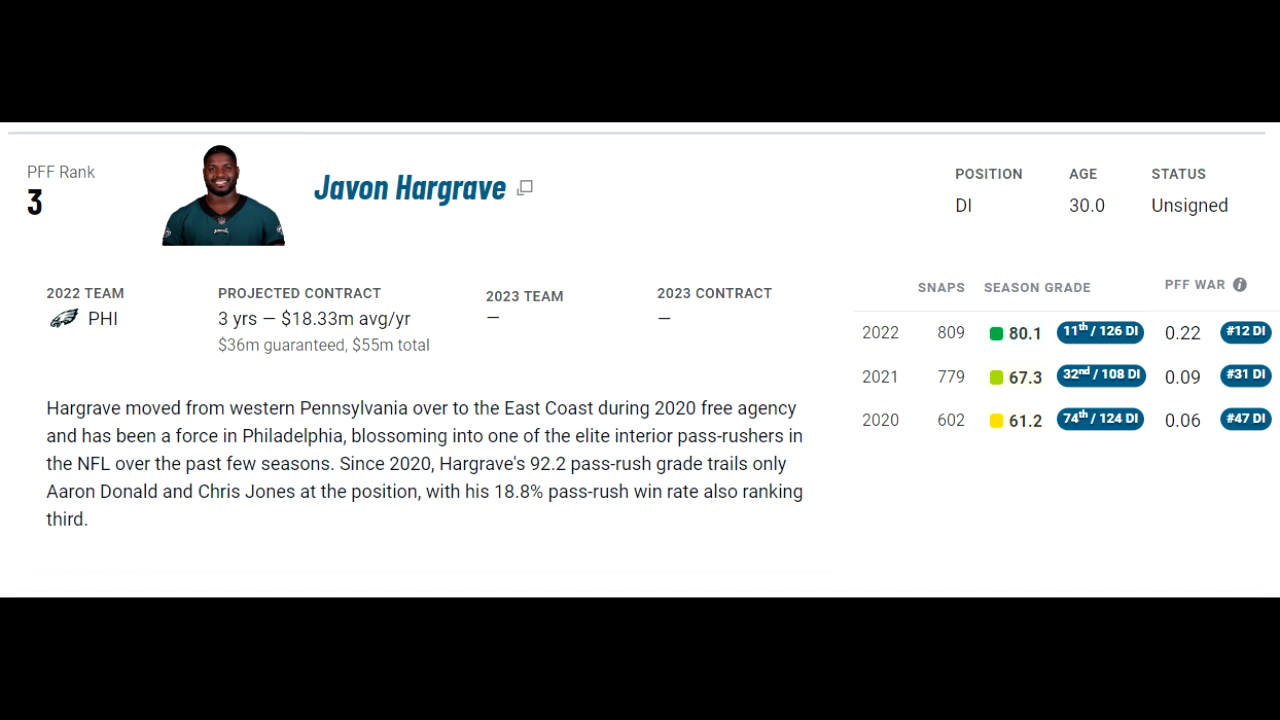 PFF Rank
3
Javon Hargrave
POSITION AGE STATUS
DI 30.0 Unsigned
2022 TEAM PROJECTED CONTRACT 2023 TEAM 2023 CONTRACT
PHI 3 yrs — $18.33m avg/yr — —
$36m guaranteed, $55m total
Hargrave moved from western Pennsylvania over to the East Coast during 2020 free agency
and has been a force in Philadelphia, blossoming into one of the elite interior pass-rushers in
the NFL over the past few seasons. Since 2020, Hargrave's 92.2 pass-rush grade trails only
Aaron Donald and Chris Jones at the position, with his 18.8% pass-rush win rate also ranking
third.
SNAPS SEASON GRADE PFF WAR i
2022 809 80.1 11th / 126 DI 0.22 #12 DI
2021 779 67.3 32nd / 108 DI 0.09 #31 DI
2020 602 61.2 74th / 124 DI 0.06 #47 DI